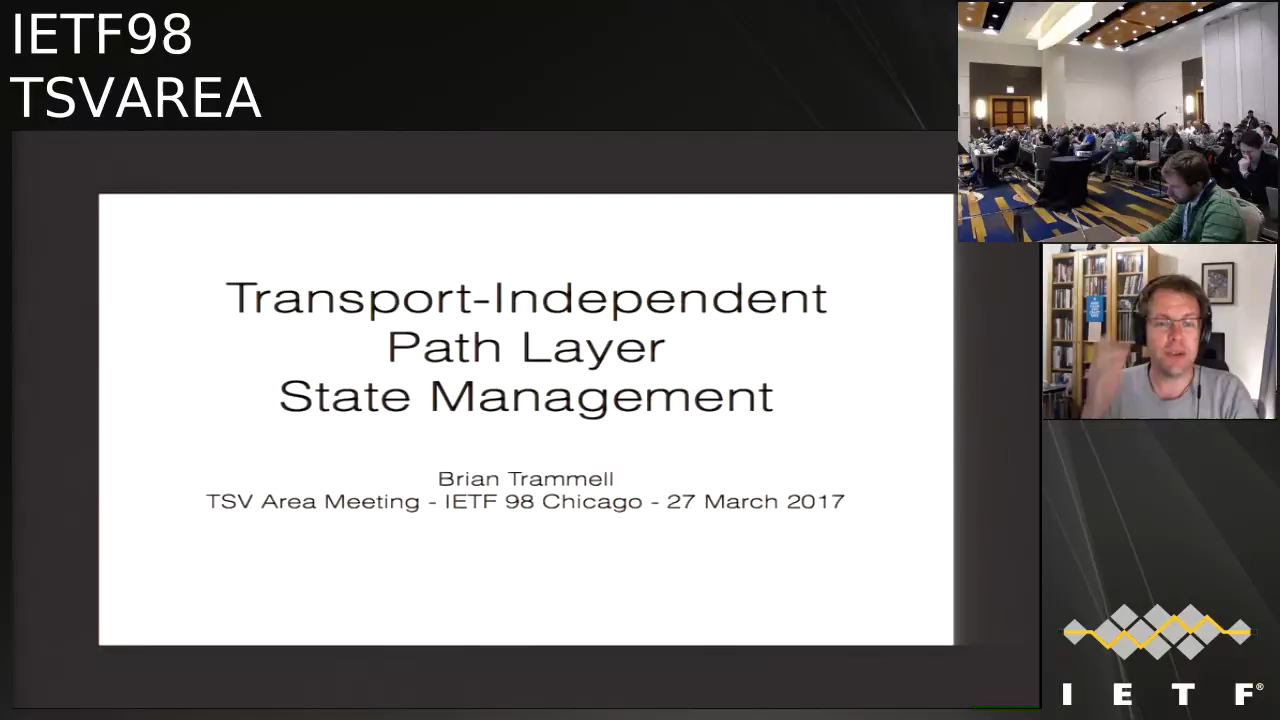 IETF98
TSVAREA
Transport-Independent
Path Layer
State Management
Brian Trammell
TSV Area Meeting - IETF 98 Chicago - 27 March 2017
I E T F®